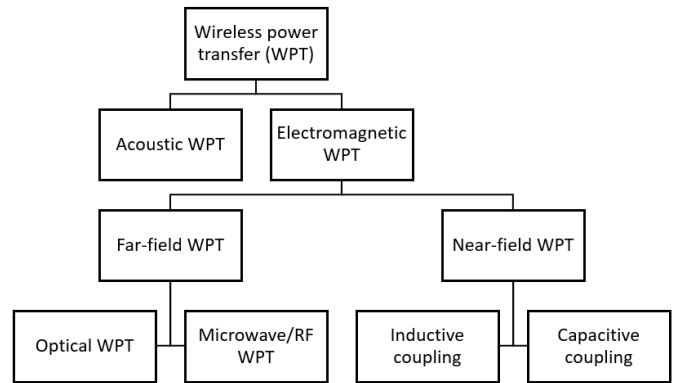 Wireless power
transfer (WPT)
Acoustic WPT
Electromagnetic
WPT
Far-field WPT
Near-field WPT
Optical WPT
Microwave/RF
WPT
Inductive
coupling
Capacitive
coupling